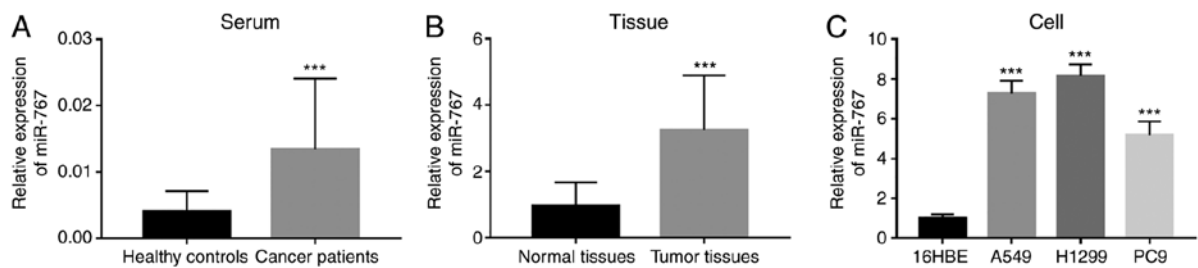 A
Serum
Relative expression
of miR-767
0.03
0.02
0.01
0.00
***
Healthy controls Cancer patients
B
Tissue
Relative expression
of miR-767
6
4
2
0
***
Normal tissues Tumor tissues
C
Cell
Relative expression
of miR-767
10
8
6
4
2
0
***
***
***
16HBE A549 H1299 PC9